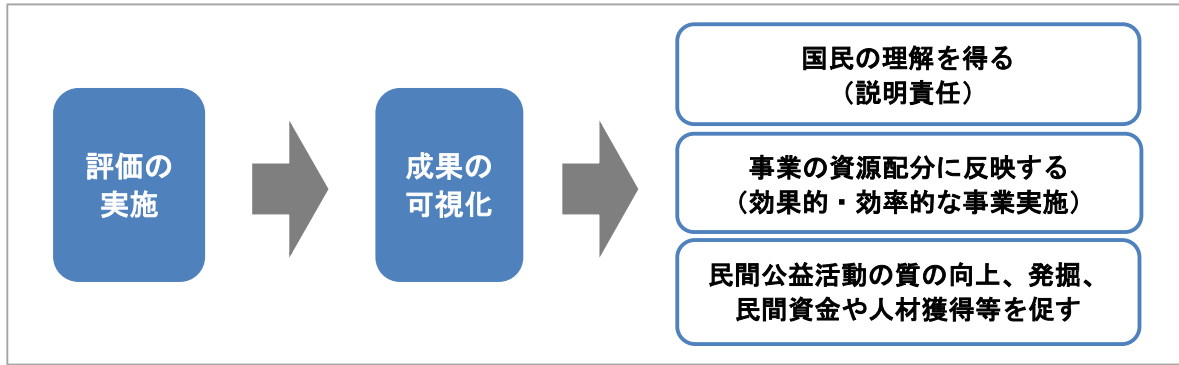 評価の
実施
成果の
可視化
国民の理解を得る
（説明責任）
事業の資源配分に反映する
（効果的・効率的な事業実施）
民間公益活動の質の向上、発掘、
民間資金や人材獲得等を促す